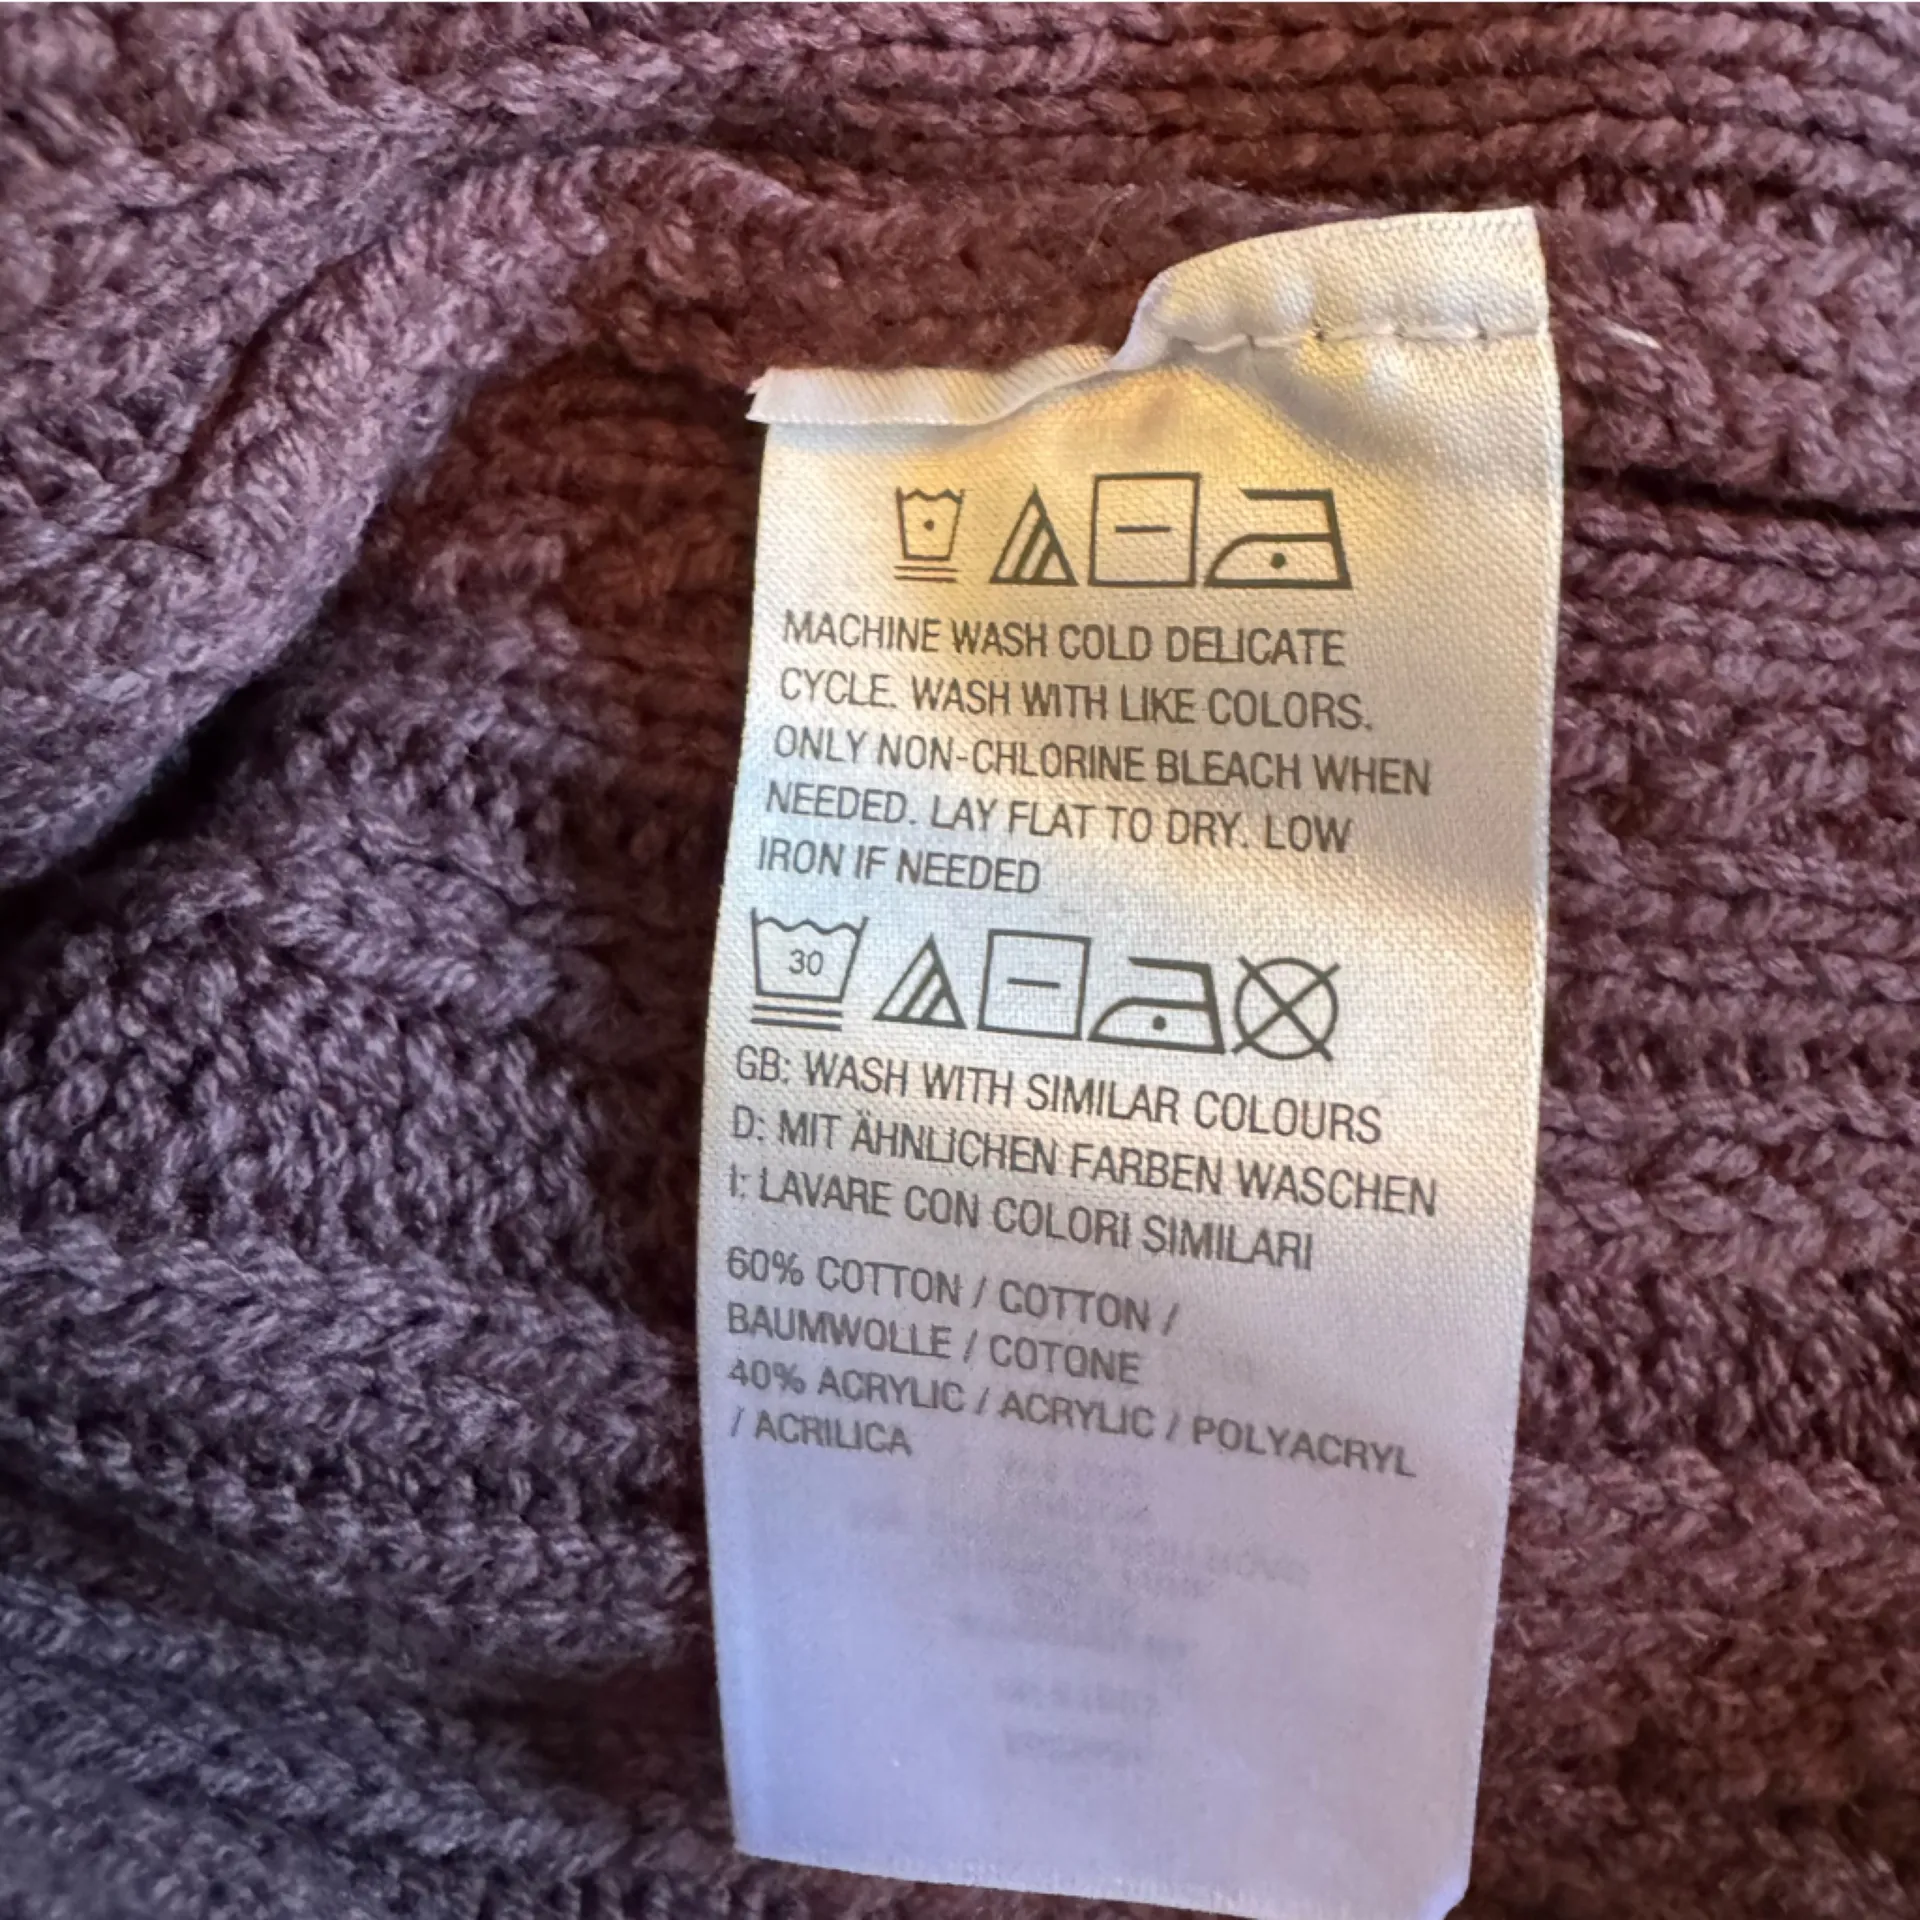 MACHINE WASH COLD DELICATE
CYCLE. WASH WITH LIKE COLORS.
ONLY NON-CHLORINE BLEACH WHEN
NEEDED. LAY FLAT TO DRY. LOW
IRON IF NEEDED
30
GB: WASH WITH SIMILAR COLOURS
D: MIT ÄHNLICHEN FARBEN WASCHEN
I: LAVARE CON COLORI SIMILARI
60% COTTON / COTTON /
BAUMWOLLE / COTONE
40% ACRYLIC / ACRYLIC / POLYACRYL
/ ACRILICA